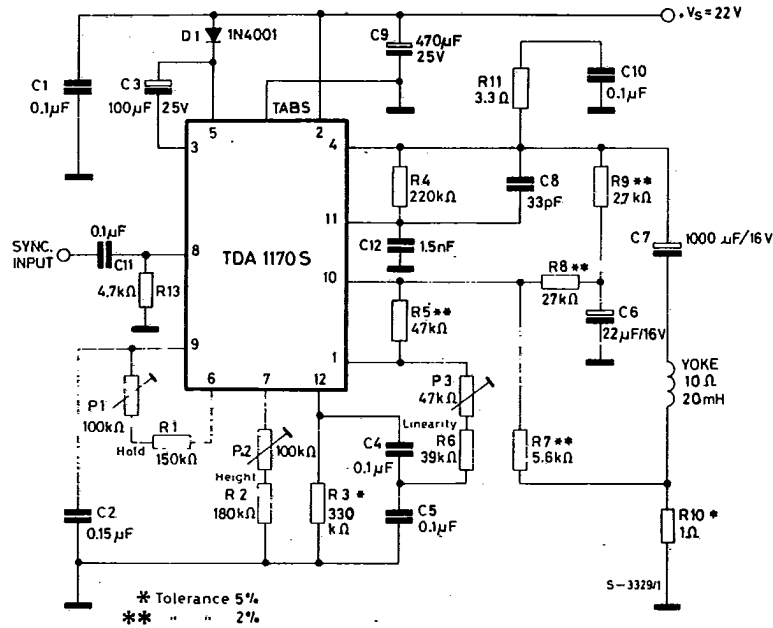 + Vs = 22 V
D1 1N4001
C9 470µF 25V
C1 0.1µF
C3 100µF 25V
TABS
R11 3.3Ω
C10 0.1µF
5
2
3
4
R4 220kΩ
C8 33pF
R9** 27kΩ
C7 1000µF/16V
SYNC. INPUT
0.1µF
C11
8
TDA 1170S
11
C12 1.5nF
4.7kΩ R13
10
R8** 27kΩ
R5** 47kΩ
C6 22µF/16V
9
6
7
12
1
YOKE 10Ω 20mH
P1 100kΩ
Hold
R1 150kΩ
P2 100kΩ
Height
R2 180kΩ
R3* 330 kΩ
C4 0.1µF
P3 47kΩ
Linearity
R6 39kΩ
R7** 5.6kΩ
C2 0.15µF
C5 0.1µF
R10* 1Ω
S-3329/1
* Tolerance 5%
** " " 2%